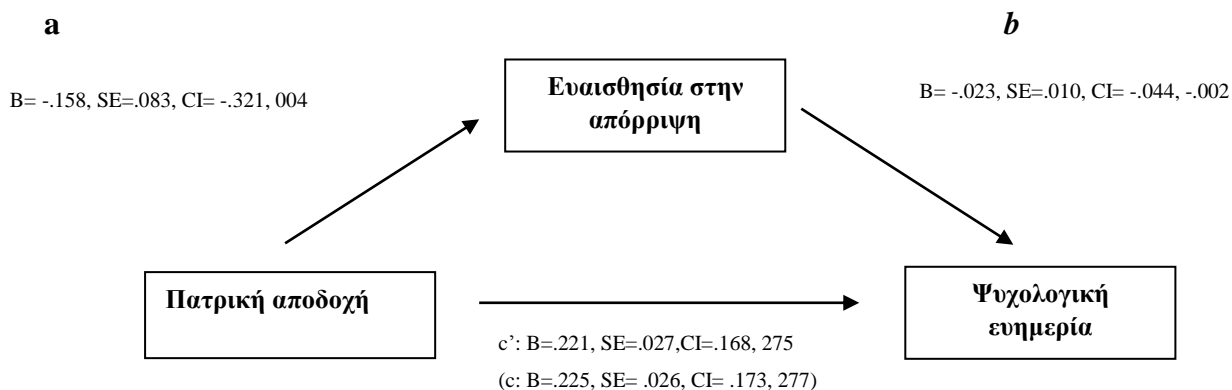 a
b
B= -.158, SE=.083, CI= -.321, 004
Ευαισθησία στην
απόρριψη
B= -.023, SE=.010, CI= -.044, -.002
Πατρική αποδοχή
Ψυχολογική
ευημερία
c’: B=.221, SE=.027,CI=.168, 275
(c: B=.225, SE= .026, CI= .173, 277)